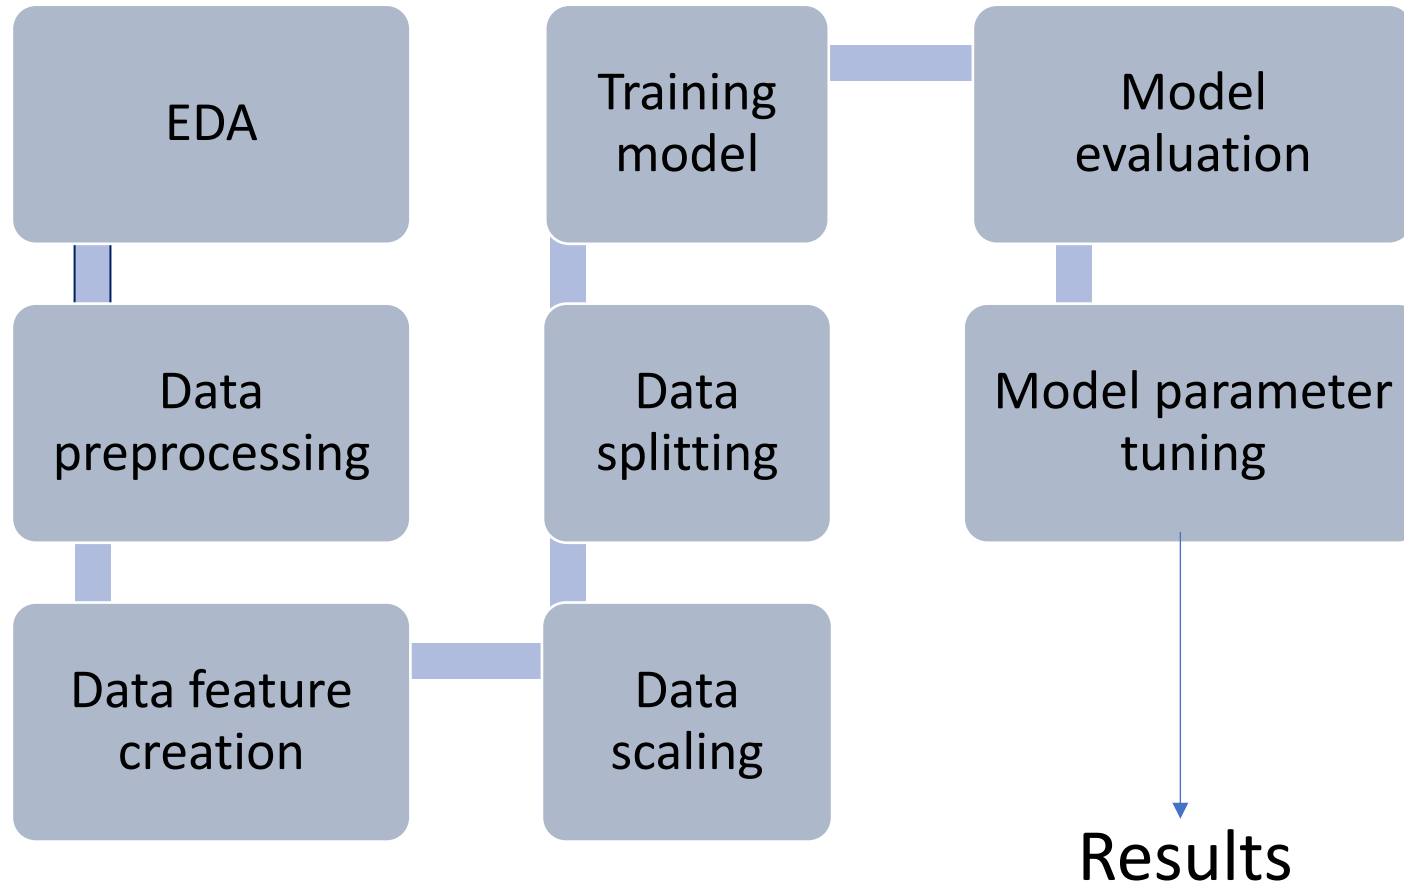 EDA
Data
preprocessing
Data feature
creation
Data
scaling
Data
splitting
Training
model
Model
evaluation
Model parameter
tuning
Results